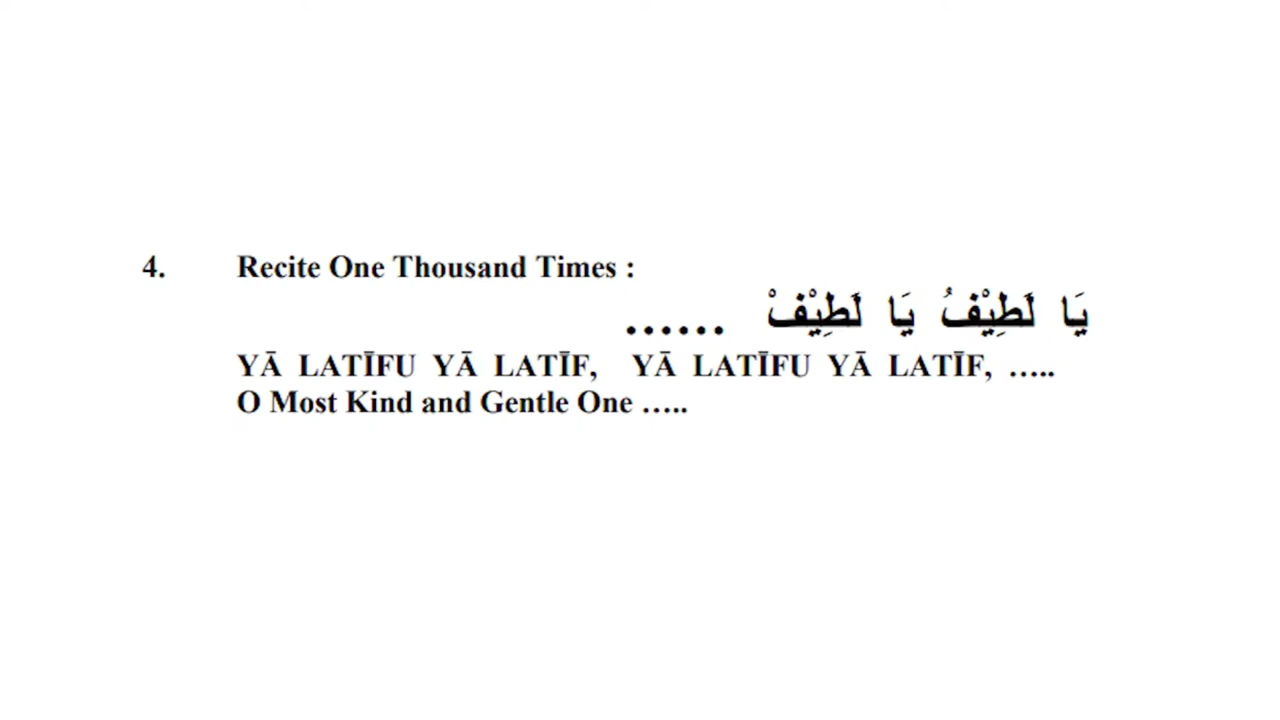 4. Recite One Thousand Times :
يَا لَطِيْفُ يَا لَطِيْفْ ......
YĀ LATĪFU YĀ LATĪF, YĀ LATĪFU YĀ LATĪF, .....
O Most Kind and Gentle One .....